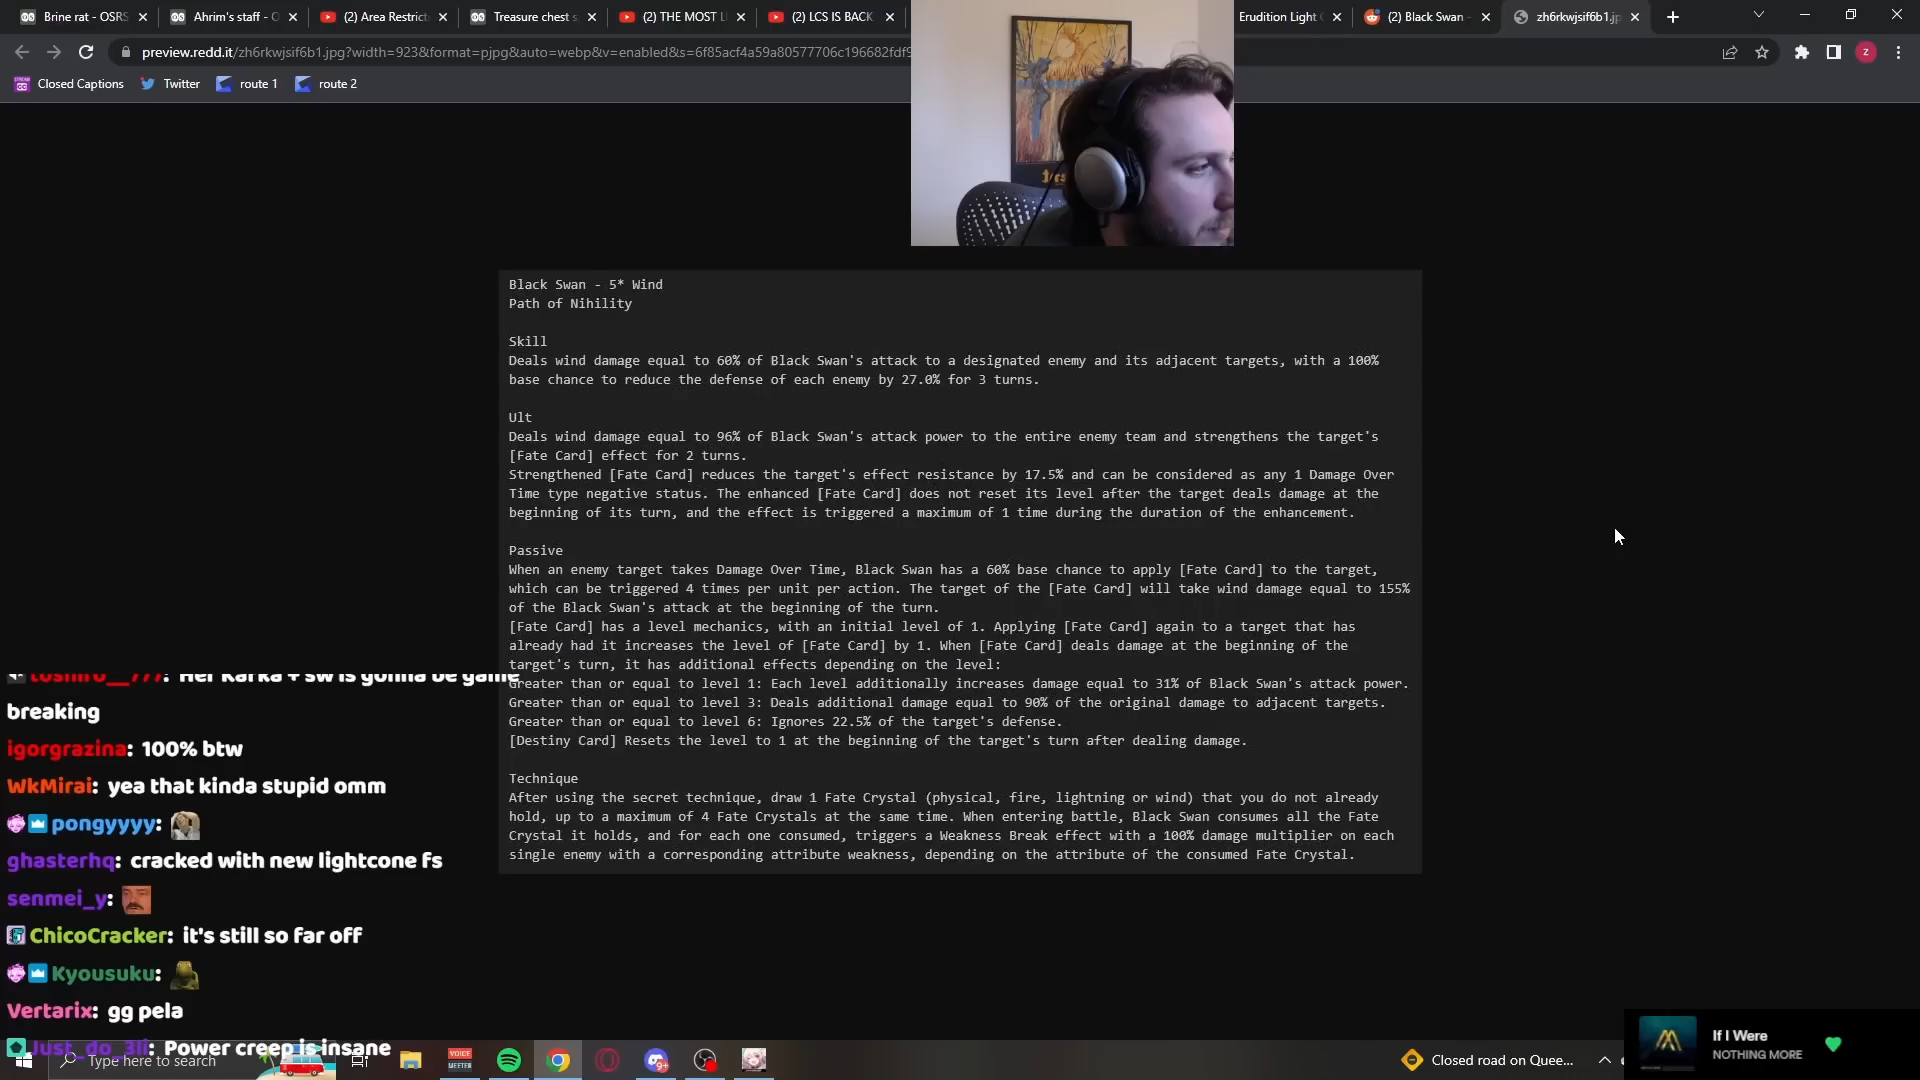 Brine rat - OSRS
Ahrim's staff - O
(2) Area Restrict
Treasure chest s
(2) THE MOST L
(2) LCS IS BACK
Erudition Light C
(2) Black Swan -
zh6rkwjsif6b1.jp
preview.redd.it/zh6rkwjsif6b1.jpg?width=923&format=pjpg&auto=webp&v=enabled&s=6f85acf4a59a80577706c196682fdf9
z
Closed Captions
Twitter
route 1
route 2
Black Swan - 5* Wind
Path of Nihility
Skill
Deals wind damage equal to 60% of Black Swan's attack to a designated enemy and its adjacent targets, with a 100%
base chance to reduce the defense of each enemy by 27.0% for 3 turns.
Ult
Deals wind damage equal to 96% of Black Swan's attack power to the entire enemy team and strengthens the target's
[Fate Card] effect for 2 turns.
Strengthened [Fate Card] reduces the target's effect resistance by 17.5% and can be considered as any 1 Damage Over
Time type negative status. The enhanced [Fate Card] does not reset its level after the target deals damage at the
beginning of its turn, and the effect is triggered a maximum of 1 time during the duration of the enhancement.
Passive
When an enemy target takes Damage Over Time, Black Swan has a 60% base chance to apply [Fate Card] to the target,
which can be triggered 4 times per unit per action. The target of the [Fate Card] will take wind damage equal to 155%
of the Black Swan's attack at the beginning of the turn.
[Fate Card] has a level mechanics, with an initial level of 1. Applying [Fate Card] again to a target that has
already had it increases the level of [Fate Card] by 1. When [Fate Card] deals damage at the beginning of the
target's turn, it has additional effects depending on the level:
Greater than or equal to level 1: Each level additionally increases damage equal to 31% of Black Swan's attack power.
Greater than or equal to level 3: Deals additional damage equal to 90% of the original damage to adjacent targets.
Greater than or equal to level 6: Ignores 22.5% of the target's defense.
[Destiny Card] Resets the level to 1 at the beginning of the target's turn after dealing damage.
Technique
After using the secret technique, draw 1 Fate Crystal (physical, fire, lightning or wind) that you do not already
hold, up to a maximum of 4 Fate Crystals at the same time. When entering battle, Black Swan consumes all the Fate
Crystal it holds, and for each one consumed, triggers a Weakness Break effect with a 100% damage multiplier on each
single enemy with a corresponding attribute weakness, depending on the attribute of the consumed Fate Crystal.
toshiro__777: Her Kafka + sw is gonna be game
breaking
igorgrazina: 100% btw
WkMirai: yea that kinda stupid omm
pongyyyy:
ghasterhq: cracked with new lightcone fs
senmei_y:
ChicoCracker: it's still so far off
Kyousuku:
Vertarix: gg pela
Just_do_3li: Power creep is insane
Type here to search
VOICE
MEETER
9+
Closed road on Quee...
If I Were
NOTHING MORE